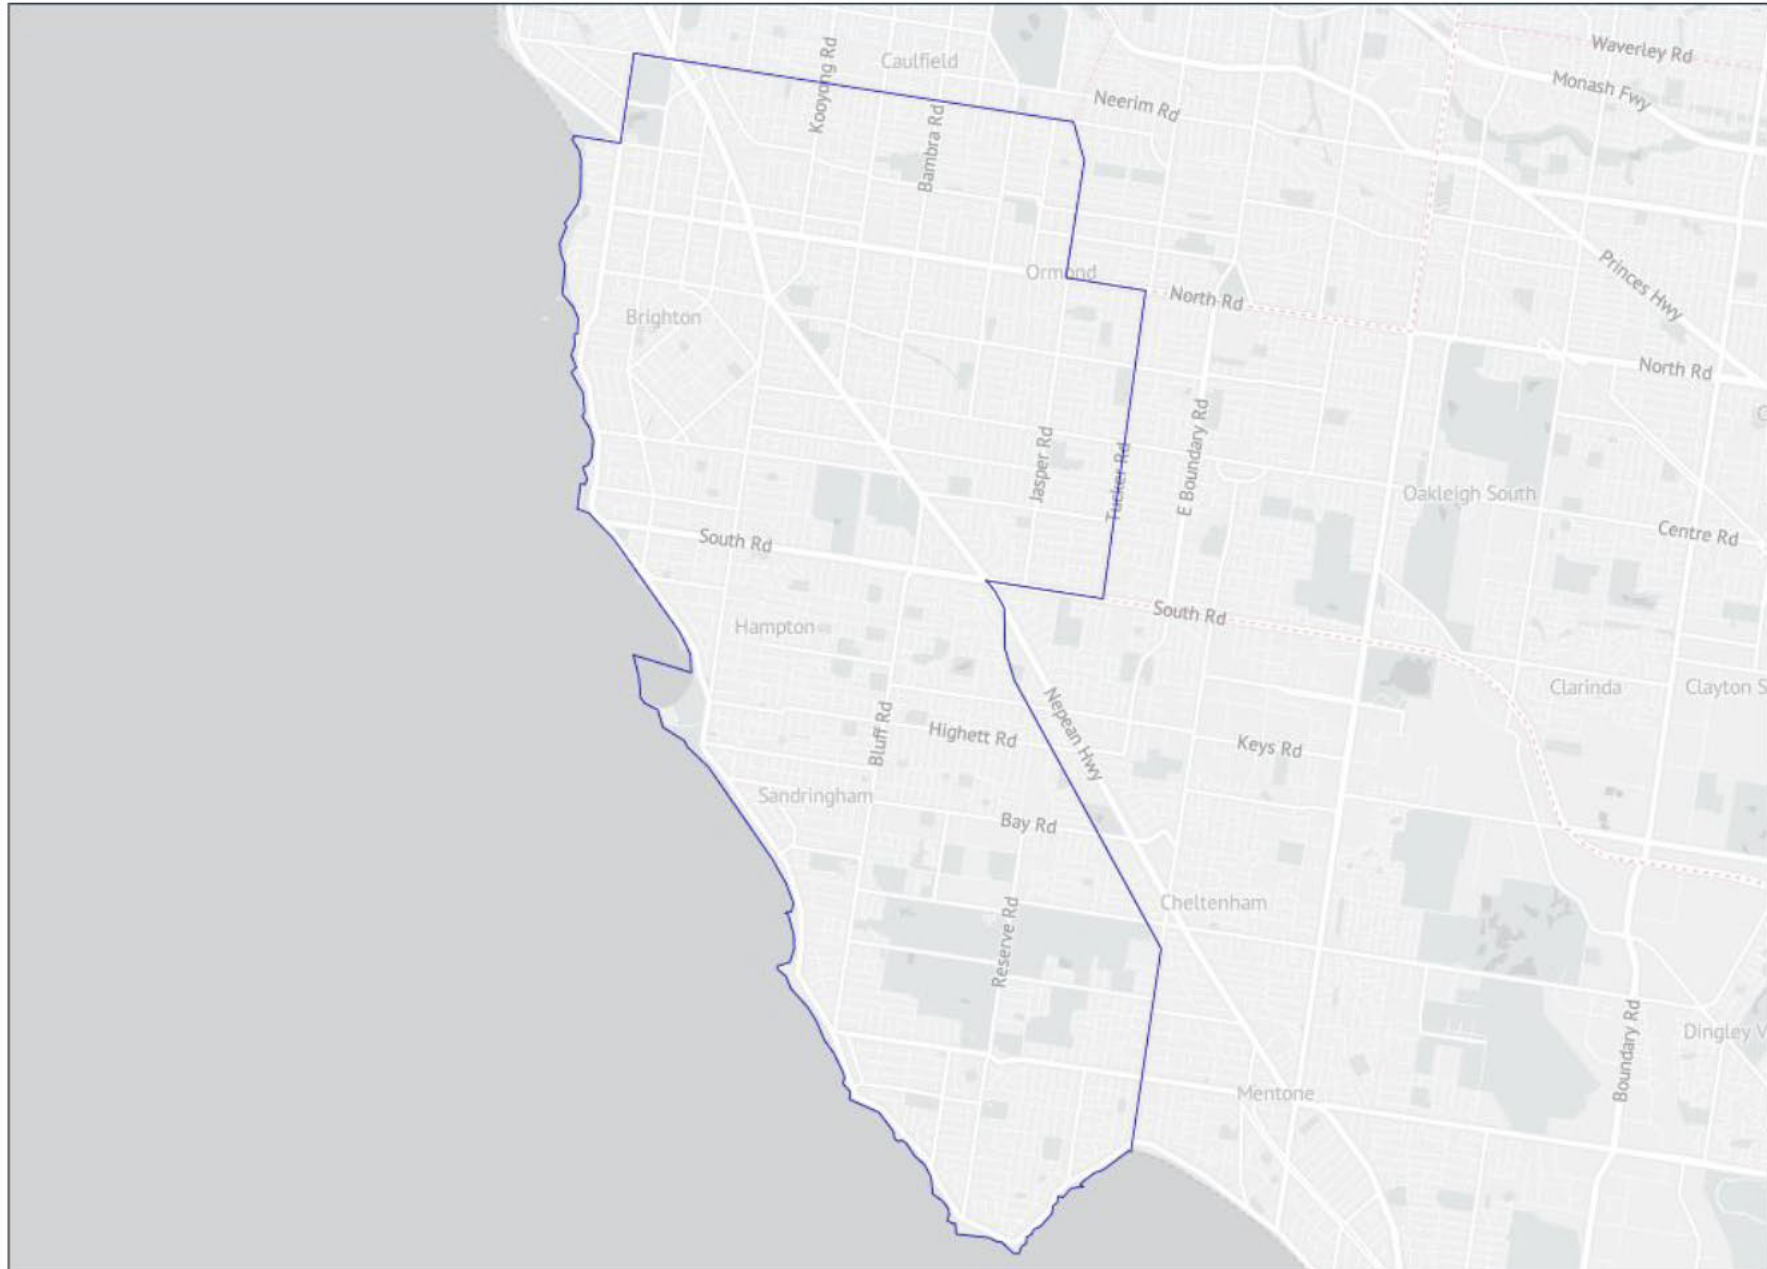 Waverley Rd
Caulfield
Kooyong Rd
Monash Fwy
Neerim Rd
Bambra Rd
Ormond
Princes Hwy
North Rd
Brighton
North Rd
Jasper Rd
Tucker Rd
E Boundary Rd
Oakleigh South
Centre Rd
South Rd
South Rd
Hampton
Clarinda
Clayton S
Nepean Hwy
Bluff Rd
Highett Rd
Keys Rd
Sandringham
Bay Rd
Cheltenham
Reserve Rd
Boundary Rd
Dingley V
Mentone